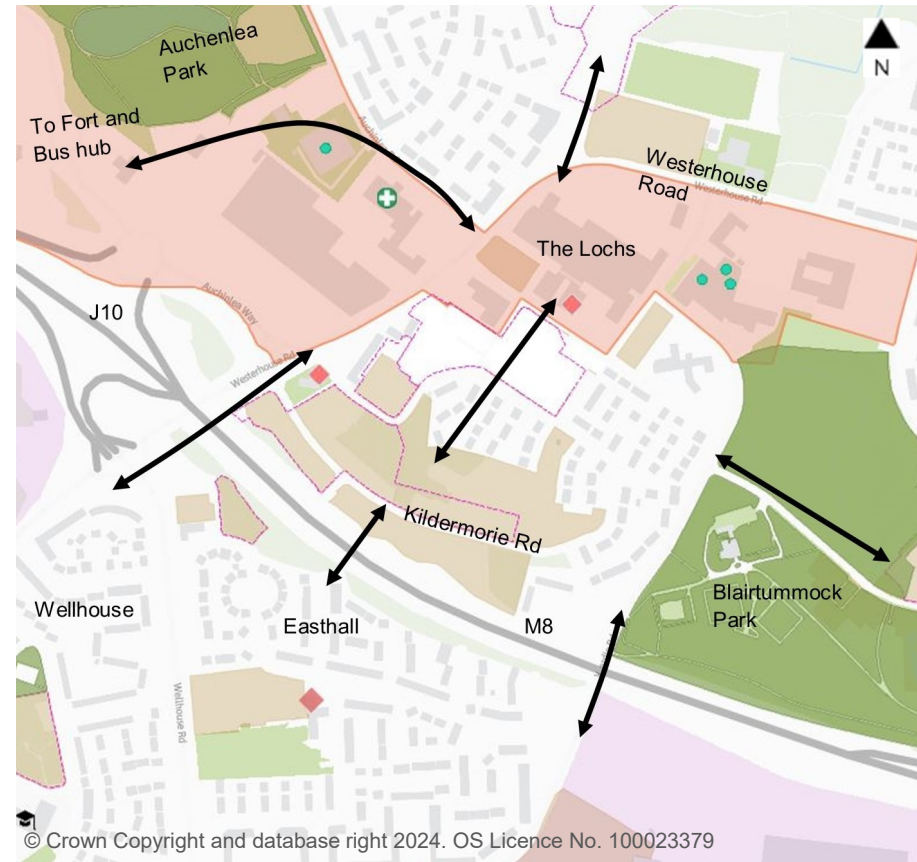 Auchenlea
Park
To Fort and
Bus hub
N
Westerhouse
Road
Westerhouse Rd
The Lochs
J10
Auchinlea Way
Westerhouse Rd
Kildermorie Rd
Wellhouse
Easthall
M8
Blairtummock
Park
Wellhouse Rd
© Crown Copyright and database right 2024. OS Licence No. 100023379